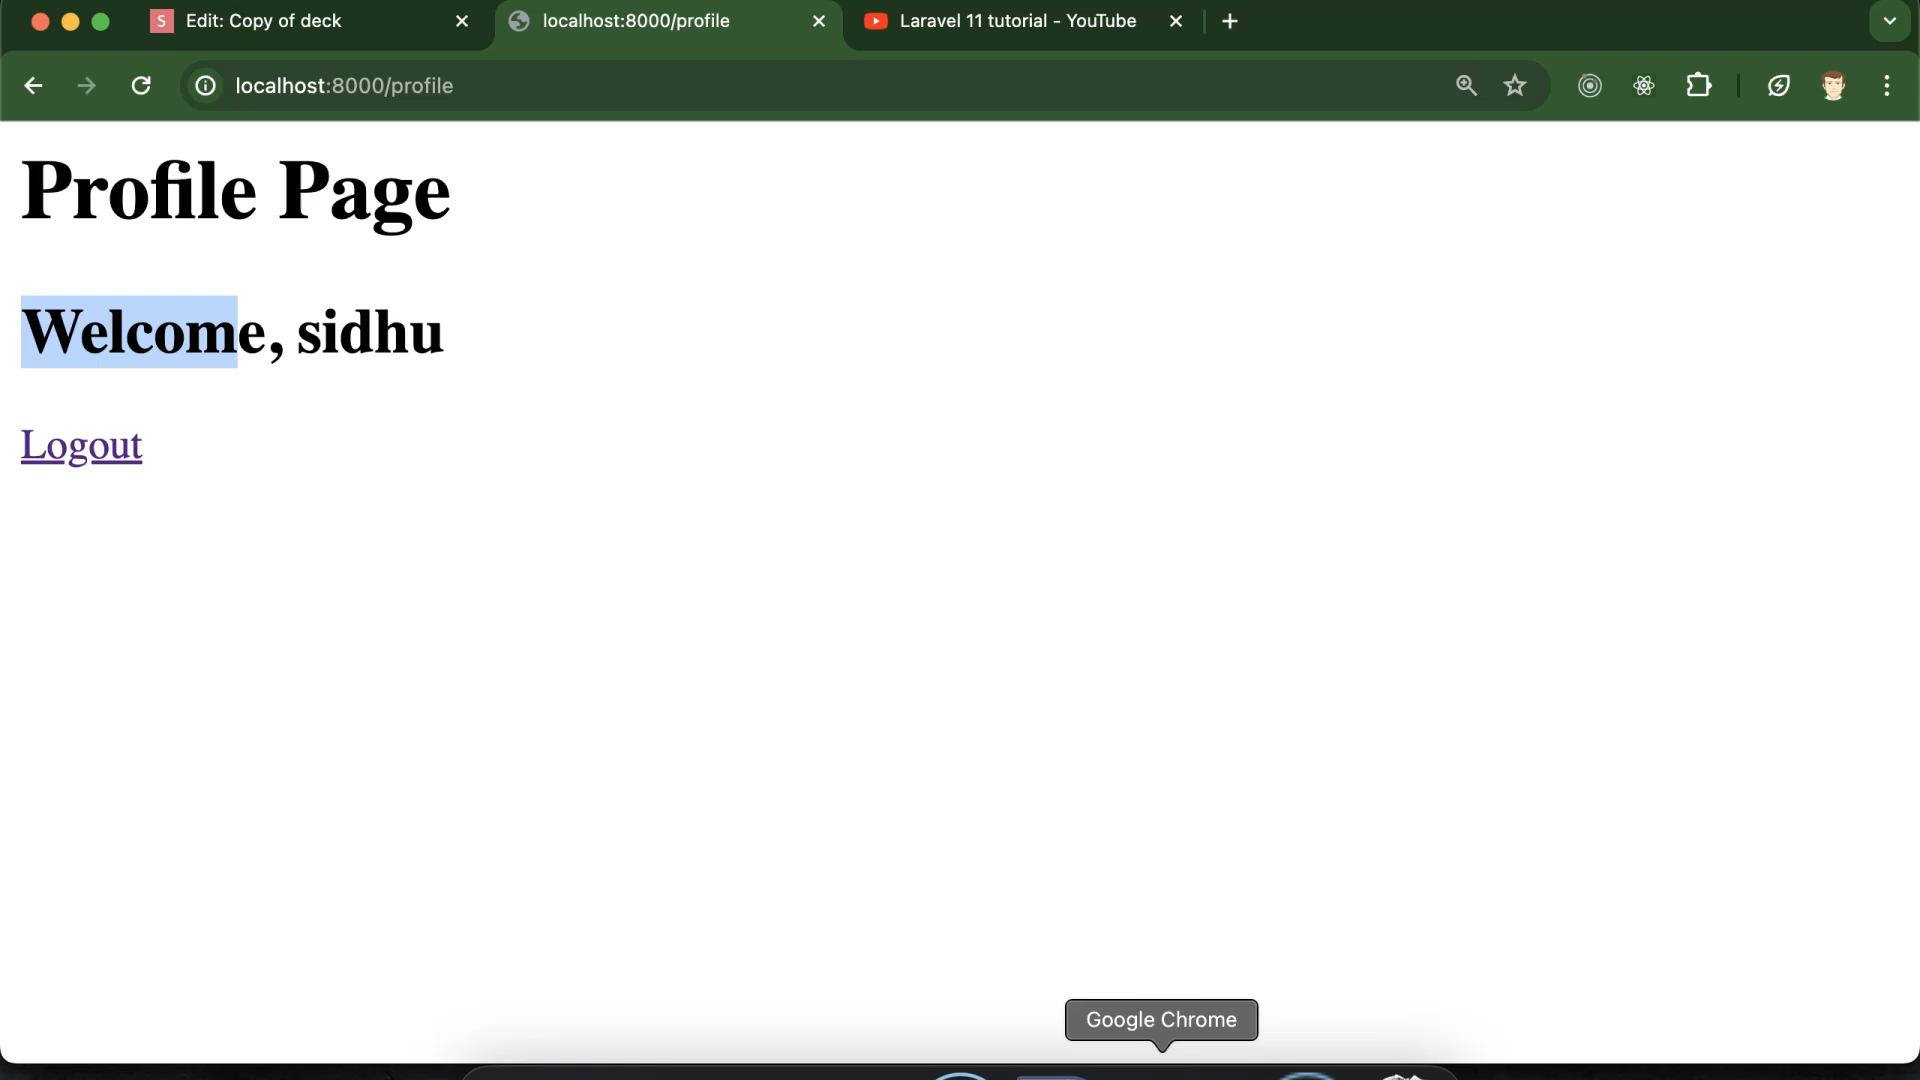 S Edit: Copy of deck
localhost:8000/profile
Laravel 11 tutorial - YouTube
localhost:8000/profile
Profile Page
Welcome, sidhu
Logout
Google Chrome